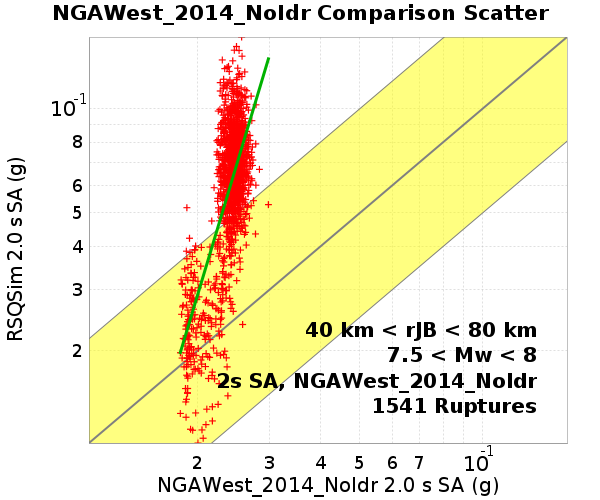 NGAWest_2014_NoIdr Comparison Scatter
RSQSim 2.0 s SA (g)
10-1
8
6
5
4
3
2
40 km < rJB < 80 km
7.5 < Mw < 8
2s SA, NGAWest_2014_NoIdr
1541 Ruptures
2 3 4 5 6 7 10-1
NGAWest_2014_NoIdr 2.0 s SA (g)